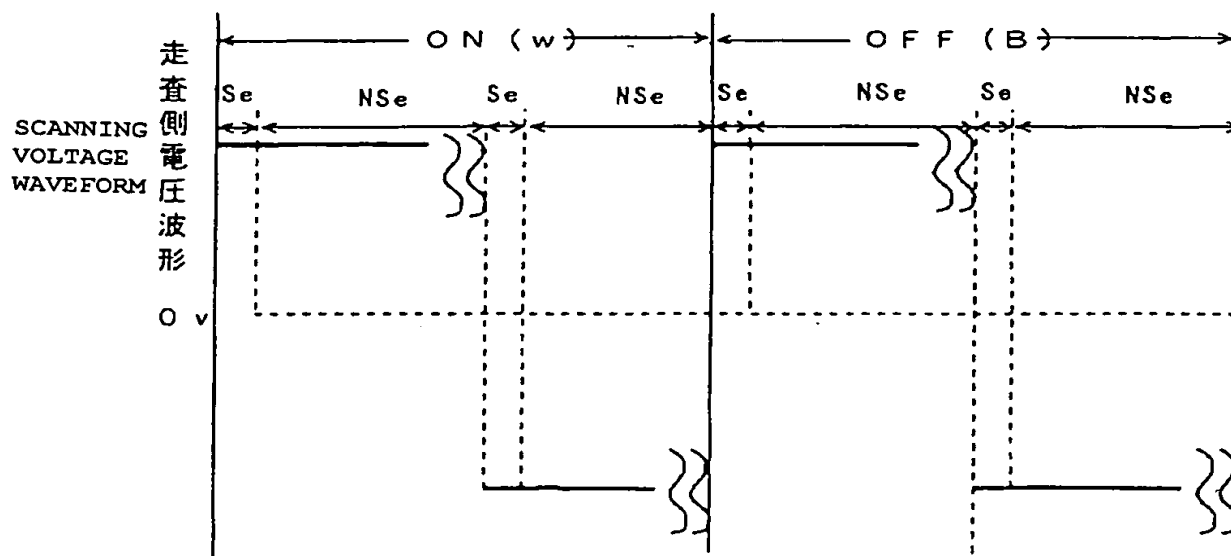 ON (W)
OFF (B)
Se
NSe
Se
NSe
Se
NSe
Se
NSe
SCANNING
VOLTAGE
WAVEFORM
走査側電圧波形
0 v